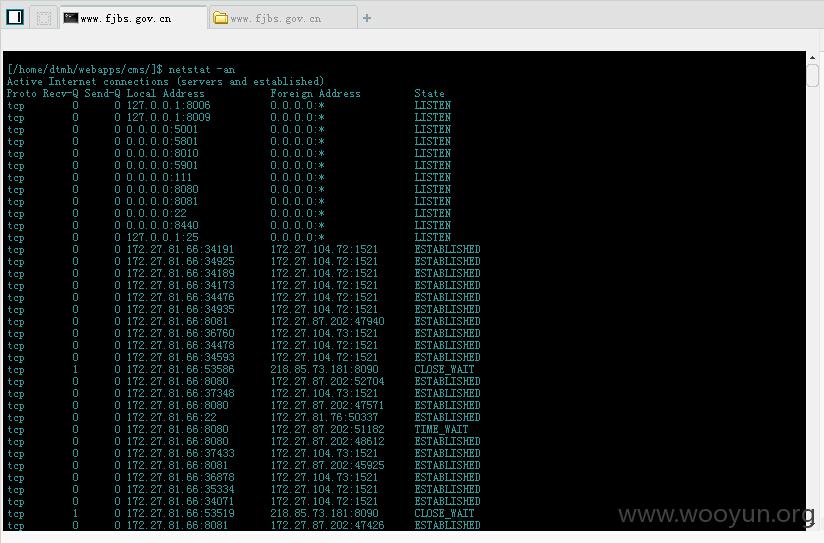 www.fjbs.gov.cn www.fjbs.gov.cn +
[/home/dtmh/webapps/cms/]$ netstat -an
Active Internet connections (servers and established)
Proto Recv-Q Send-Q Local Address Foreign Address State
tcp 0 0 127.0.0.1:8006 0.0.0.0:* LISTEN
tcp 0 0 127.0.0.1:8009 0.0.0.0:* LISTEN
tcp 0 0 0.0.0.0:5001 0.0.0.0:* LISTEN
tcp 0 0 0.0.0.0:5801 0.0.0.0:* LISTEN
tcp 0 0 0.0.0.0:8010 0.0.0.0:* LISTEN
tcp 0 0 0.0.0.0:5901 0.0.0.0:* LISTEN
tcp 0 0 0.0.0.0:111 0.0.0.0:* LISTEN
tcp 0 0 0.0.0.0:8080 0.0.0.0:* LISTEN
tcp 0 0 0.0.0.0:8081 0.0.0.0:* LISTEN
tcp 0 0 0.0.0.0:22 0.0.0.0:* LISTEN
tcp 0 0 0.0.0.0:8440 0.0.0.0:* LISTEN
tcp 0 0 127.0.0.1:25 0.0.0.0:* LISTEN
tcp 0 0 172.27.81.66:34191 172.27.104.72:1521 ESTABLISHED
tcp 0 0 172.27.81.66:34925 172.27.104.72:1521 ESTABLISHED
tcp 0 0 172.27.81.66:34189 172.27.104.72:1521 ESTABLISHED
tcp 0 0 172.27.81.66:34173 172.27.104.72:1521 ESTABLISHED
tcp 0 0 172.27.81.66:34476 172.27.104.72:1521 ESTABLISHED
tcp 0 0 172.27.81.66:34935 172.27.104.72:1521 ESTABLISHED
tcp 0 0 172.27.81.66:8081 172.27.87.202:47940 ESTABLISHED
tcp 0 0 172.27.81.66:36760 172.27.104.73:1521 ESTABLISHED
tcp 0 0 172.27.81.66:34478 172.27.104.72:1521 ESTABLISHED
tcp 0 0 172.27.81.66:34593 172.27.104.72:1521 ESTABLISHED
tcp 1 0 172.27.81.66:53586 218.85.73.181:8090 CLOSE_WAIT
tcp 0 0 172.27.81.66:8080 172.27.87.202:52704 ESTABLISHED
tcp 0 0 172.27.81.66:37348 172.27.104.73:1521 ESTABLISHED
tcp 0 0 172.27.81.66:8080 172.27.87.202:47571 ESTABLISHED
tcp 0 0 172.27.81.66:22 172.27.81.76:50337 ESTABLISHED
tcp 0 0 172.27.81.66:8080 172.27.87.202:51182 TIME_WAIT
tcp 0 0 172.27.81.66:8080 172.27.87.202:48612 ESTABLISHED
tcp 0 0 172.27.81.66:37433 172.27.104.73:1521 ESTABLISHED
tcp 0 0 172.27.81.66:8081 172.27.87.202:45925 ESTABLISHED
tcp 0 0 172.27.81.66:36878 172.27.104.73:1521 ESTABLISHED
tcp 0 0 172.27.81.66:35334 172.27.104.72:1521 ESTABLISHED
tcp 0 0 172.27.81.66:34071 172.27.104.72:1521 ESTABLISHED
tcp 1 0 172.27.81.66:53519 218.85.73.181:8090 CLOSE_WAIT
tcp 0 0 172.27.81.66:8081 172.27.87.202:47426 ESTABLISHED
www.wooyun.org